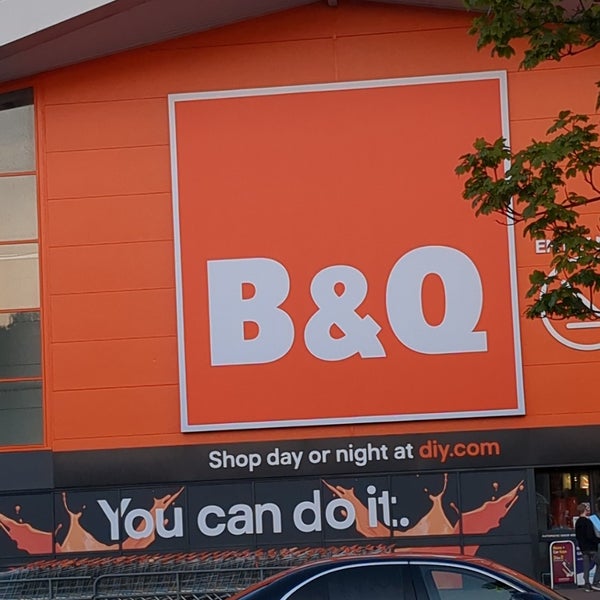 B&Q
Shop day or night at diy.com
You can do it.